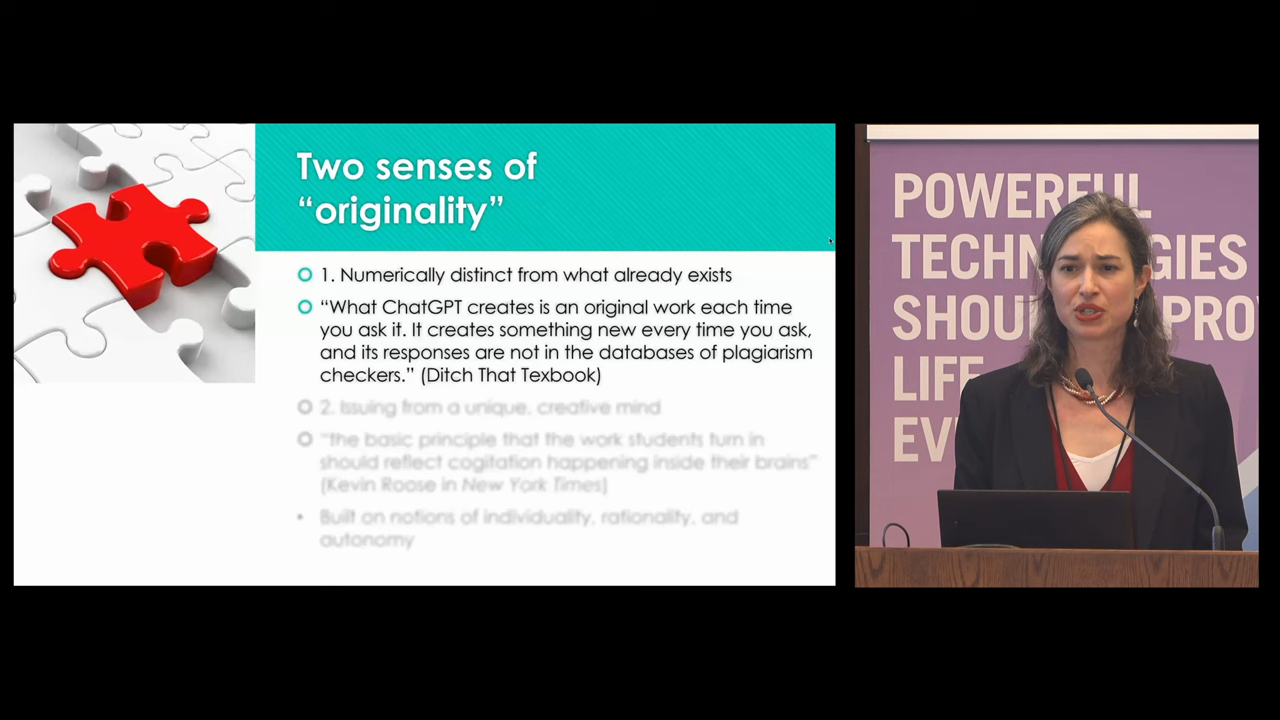 Two senses of
“originality”
1. Numerically distinct from what already exists
“What ChatGPT creates is an original work each time
you ask it. It creates something new every time you ask,
and its responses are not in the databases of plagiarism
checkers.” (Ditch That Texbook)
2. Issuing from a unique, creative mind
“the basic principle that the work students turn in
should reflect cogitation happening inside their brains”
(Kevin Roose in New York Times)
Built on notions of individuality, rationality, and
autonomy
POWERFUL
TECHN GIES
SHOU PRO
LIFE
EV